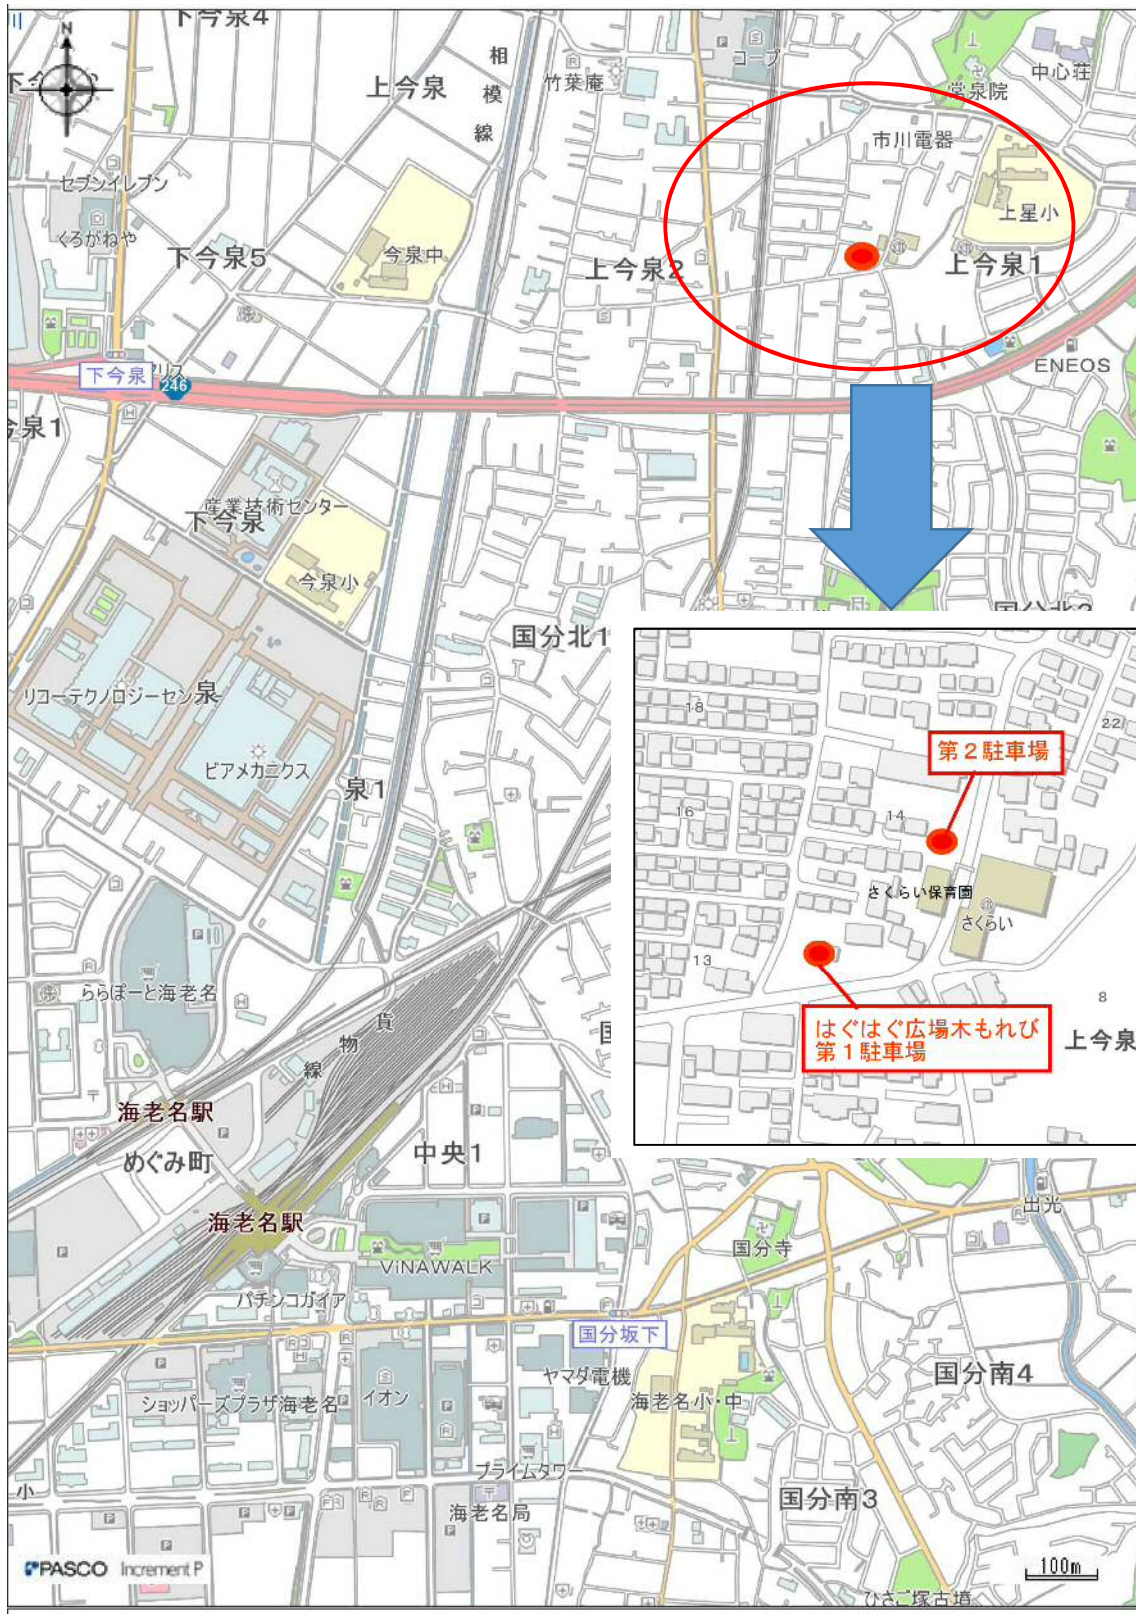 川
下今泉4
N
相模線
コープ
中心荘
竹葉庵
上今泉
常泉院
市川電器
セブンイレブン
上星小
くろがねや
下今泉5
今泉中
上今泉2
上今泉1
ENEOS
下今泉
246
今泉1
産業技術センター
下今泉
今泉小
国分北1
リコーテクノロジーセン
泉
ビアメカニクス
泉1
18
22
第2駐車場
16
14
さくらい保育園
さくらい
13
8
はぐはぐ広場木もれび
第1駐車場
上今泉
ららぽーと海老名
貨物線
海老名駅
めぐみ町
中央1
海老名駅
出光
国分寺
ViNAWALK
パチンコガイア
国分坂下
ヤマダ電機
国分南4
ショッパーズプラザ海老名
イオン
海老名小・中
プライムタワー
国分南3
小
海老名局
PASCO Increment P
100m
ひさご塚古墳